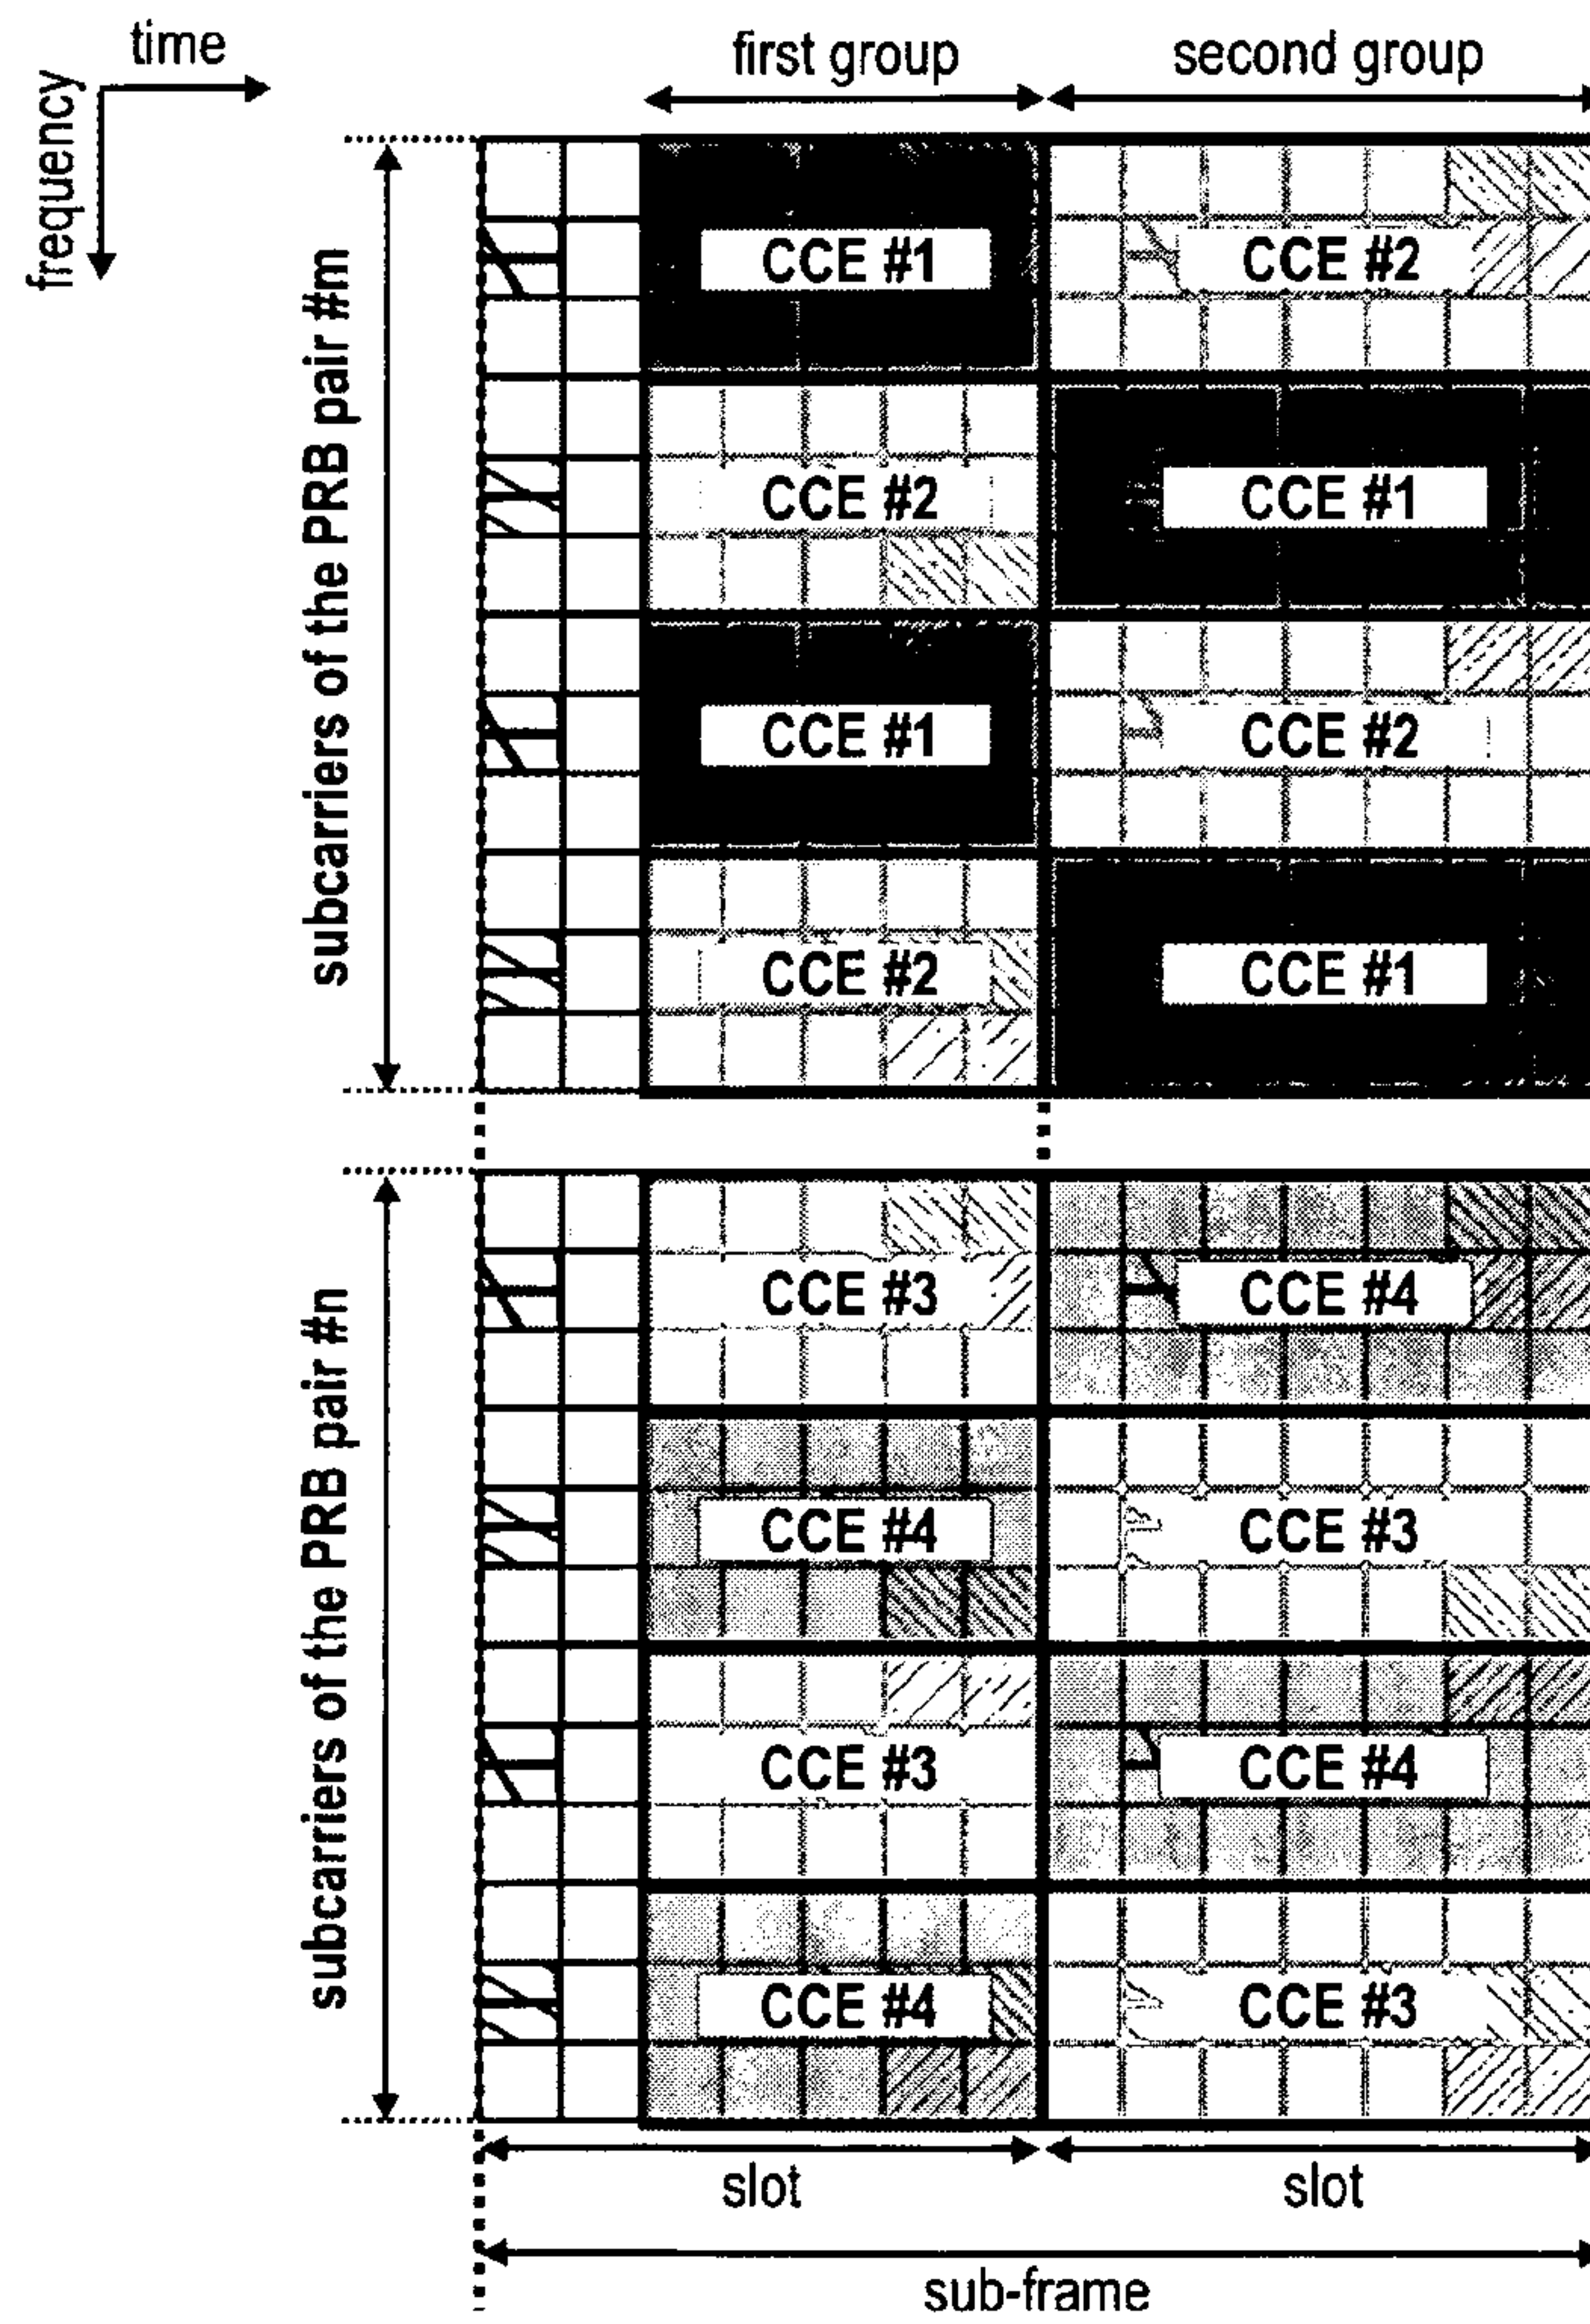 time
first group
second group
frequency
subcarriers of the PRB pair #m
CCE #1
CCE #2
CCE #2
CCE #1
CCE #1
CCE #2
CCE #2
CCE #1
subcarriers of the PRB pair #n
CCE #3
CCE #4
CCE #4
CCE #3
CCE #3
CCE #4
CCE #4
CCE #3
slot
slot
sub-frame